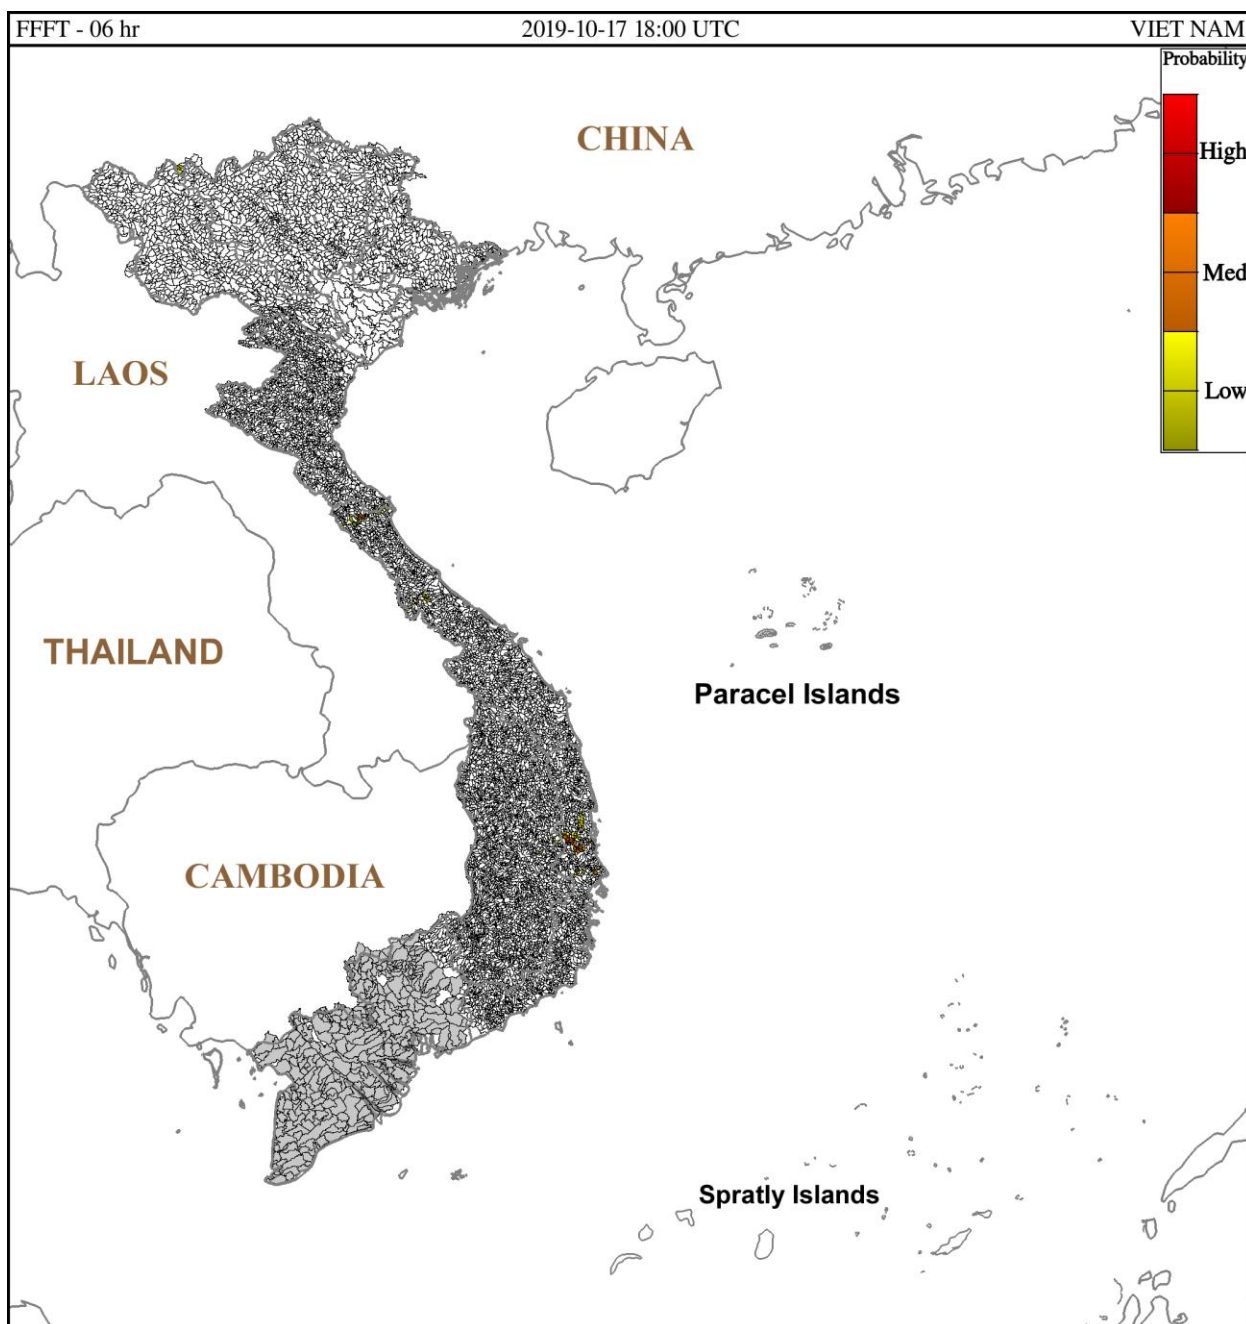 FFFT - 06 hr 2019-10-17 18:00 UTC VIET NAM
Probability
CHINA
High
Med
LAOS
Low
THAILAND
Paracel Islands
CAMBODIA
Spratly Islands